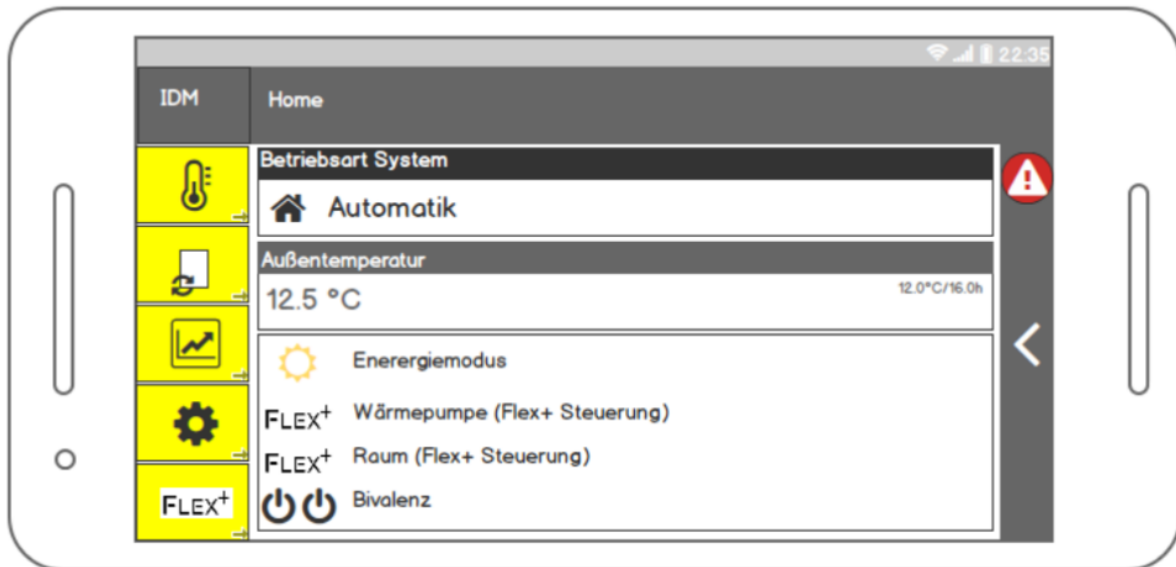 22:35
IDM
Home
Betriebsart System
Automatik
Außentemperatur
12.5 °C
12.0°C/16.0h
Enerergiemodus
FLEX+ Wärmepumpe (Flex+ Steuerung)
FLEX+ Raum (Flex+ Steuerung)
Bivalenz
FLEX+